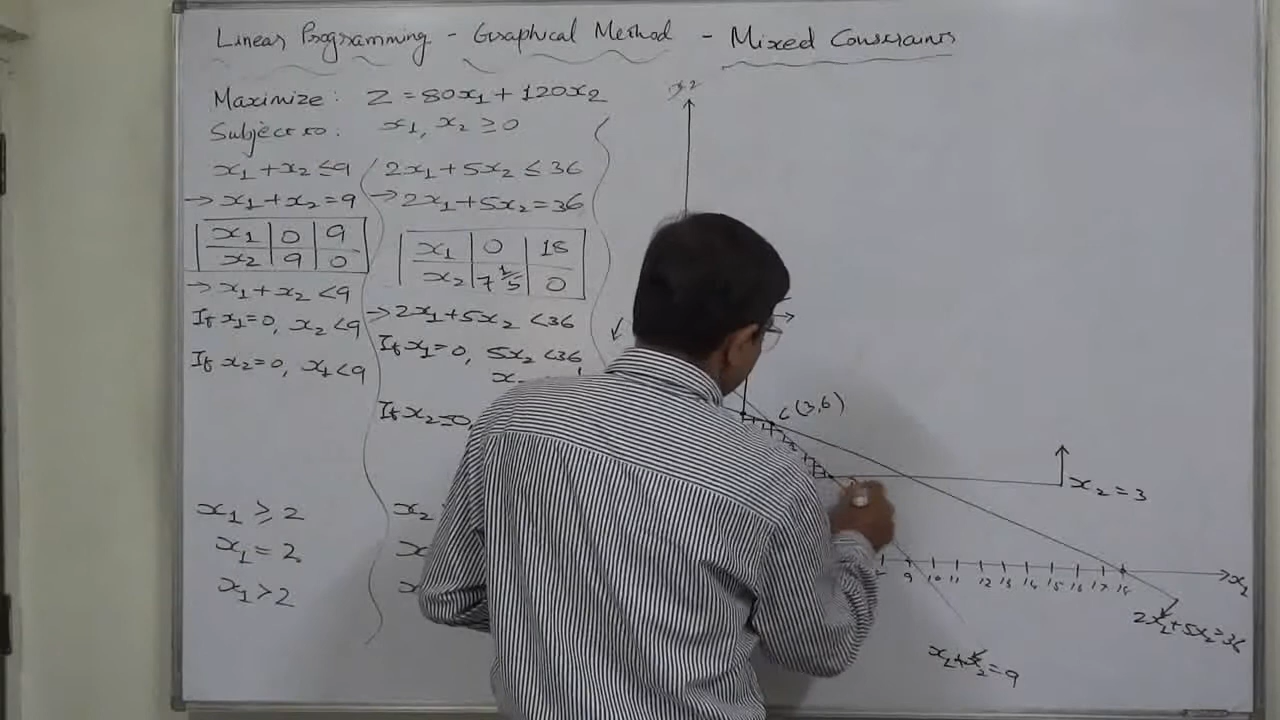 Linear Programming - Graphical Method - Mixed Constraints
Maximize: Z = 80x1 + 120x2
Subject to: x1, x2 ≥ 0
x1 + x2 ≤ 9
→ x1 + x2 = 9
x1 | 0 | 9
x2 | 9 | 0
→ x1 + x2 < 9
If x1=0, x2<9
If x2=0, x1<9
x1 ≥ 2
x1 = 2
x1 > 2
2x1 + 5x2 ≤ 36
→ 2x1 + 5x2 = 36
x1 | 0 | 18
x2 | 7 1/5 | 0
→ 2x1 + 5x2 < 36
If x1=0, 5x2 < 36
If x2=0,
x2
x2
C (3,6)
x2 = 3
9 10 11 12 13 14 15 16 17 18
x1
2x1+5x2=36
x1+x2=9